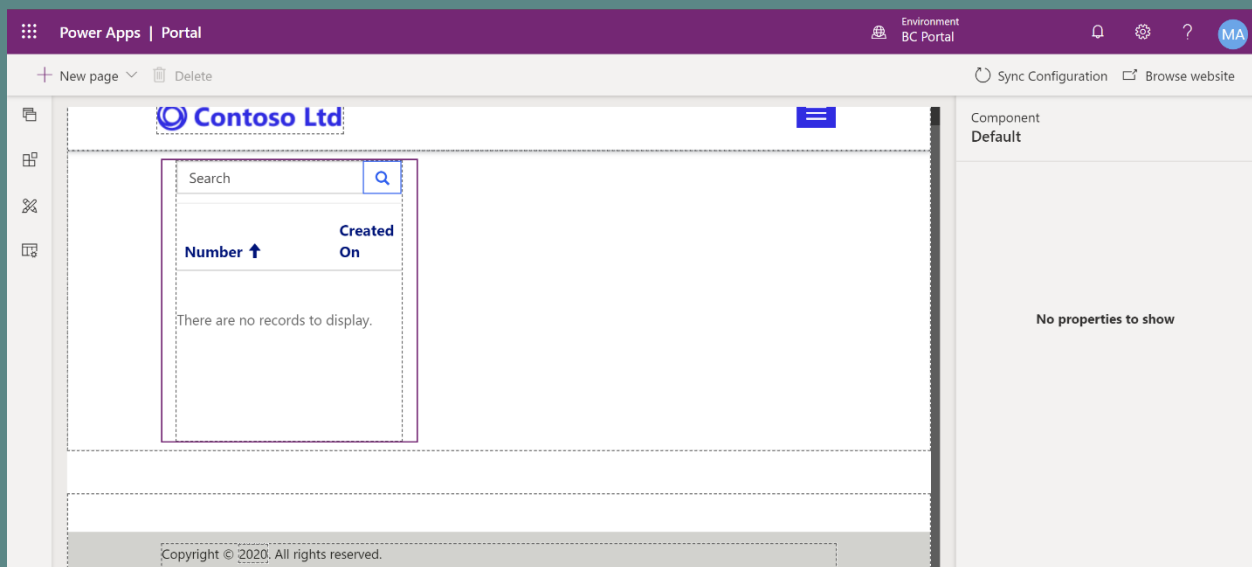 Power Apps | Portal
Environment
BC Portal
?
MA
New page
Delete
Sync Configuration
Browse website
Contoso Ltd
Component
Default
Search
Number
Created
On
There are no records to display.
No properties to show
Copyright © 2020. All rights reserved.